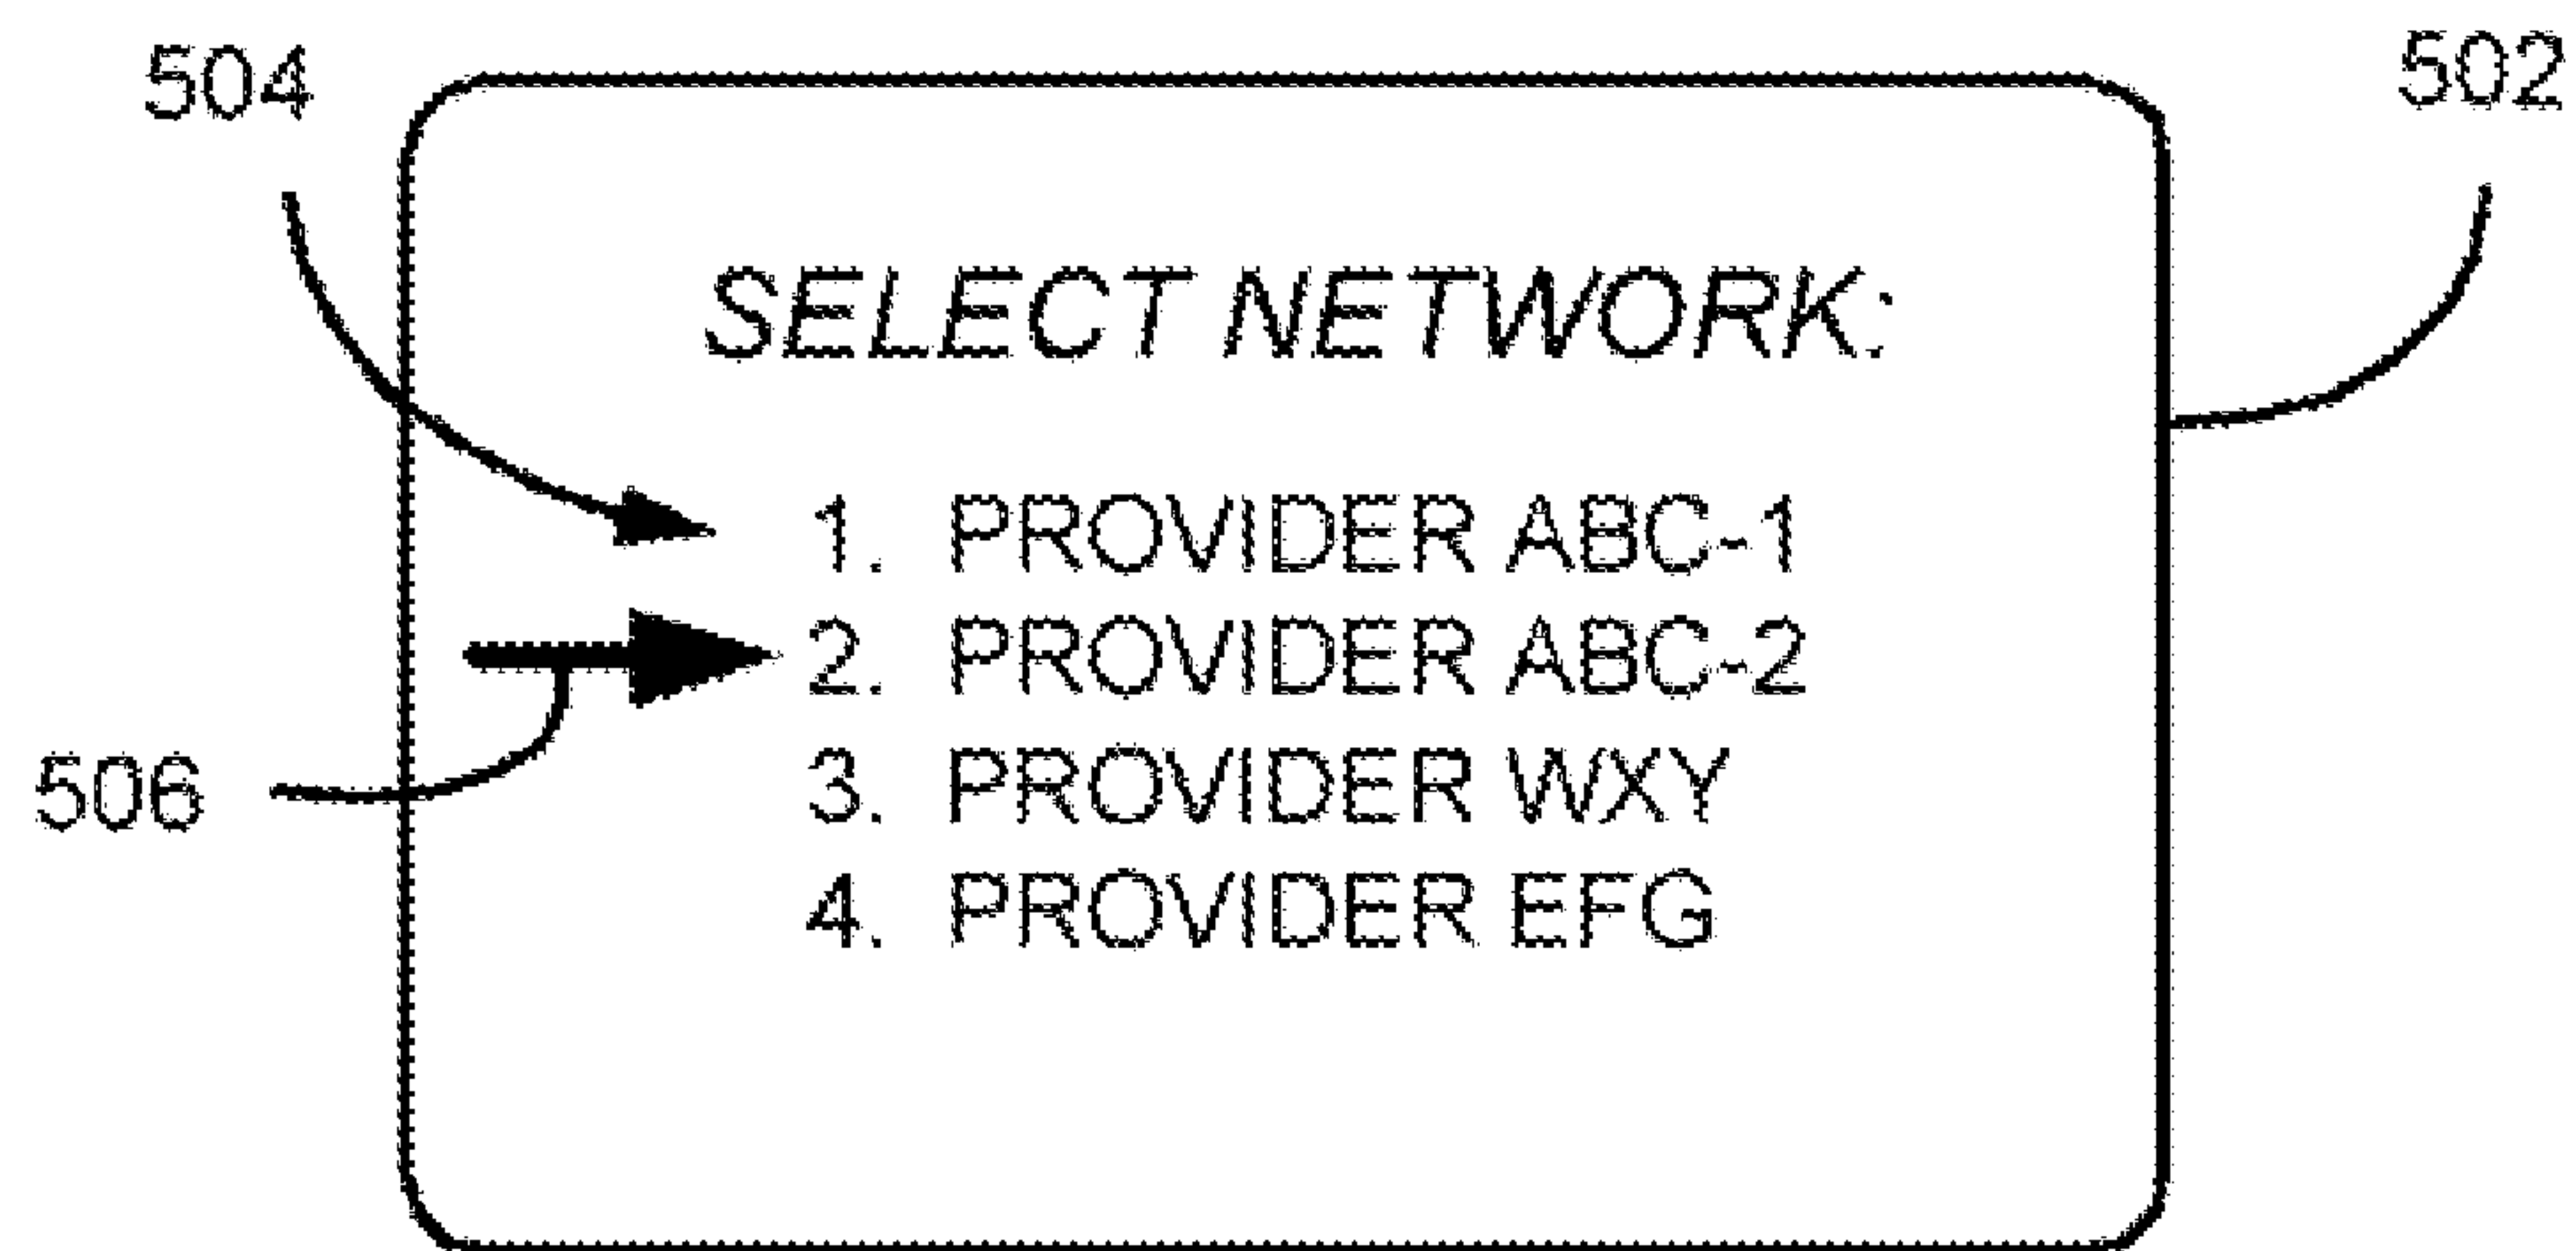 504
502
SELECT NETWORK:
1. PROVIDER ABC-1
2. PROVIDER ABC-2
506
3. PROVIDER WXY
4. PROVIDER EFG